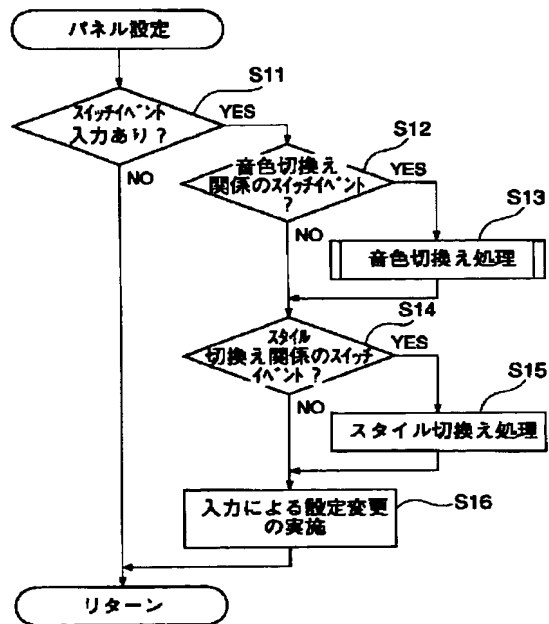 パネル設定
S11
スイッチイベント
入力あり?
YES
NO
S12
音色切換え
関係のスイッチイベント
?
YES
NO
S13
音色切換え処理
S14
スタイル
切換え関係のスイッチ
イベント?
YES
NO
S15
スタイル切換え処理
S16
入力による設定変更
の実施
リターン